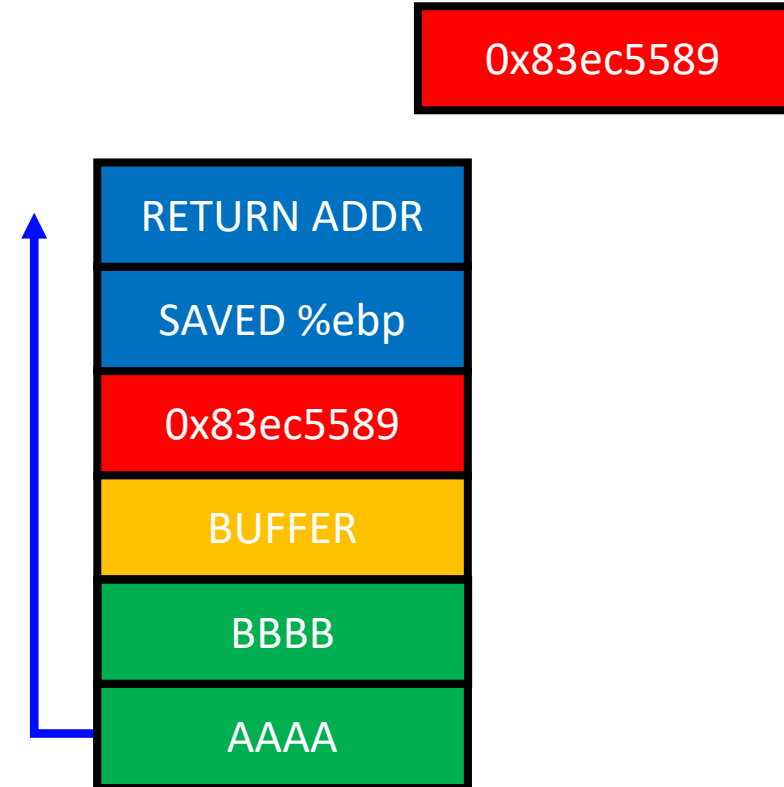 0x83ec5589
RETURN ADDR
SAVED %ebp
0x83ec5589
BUFFER
BBBB
AAAA